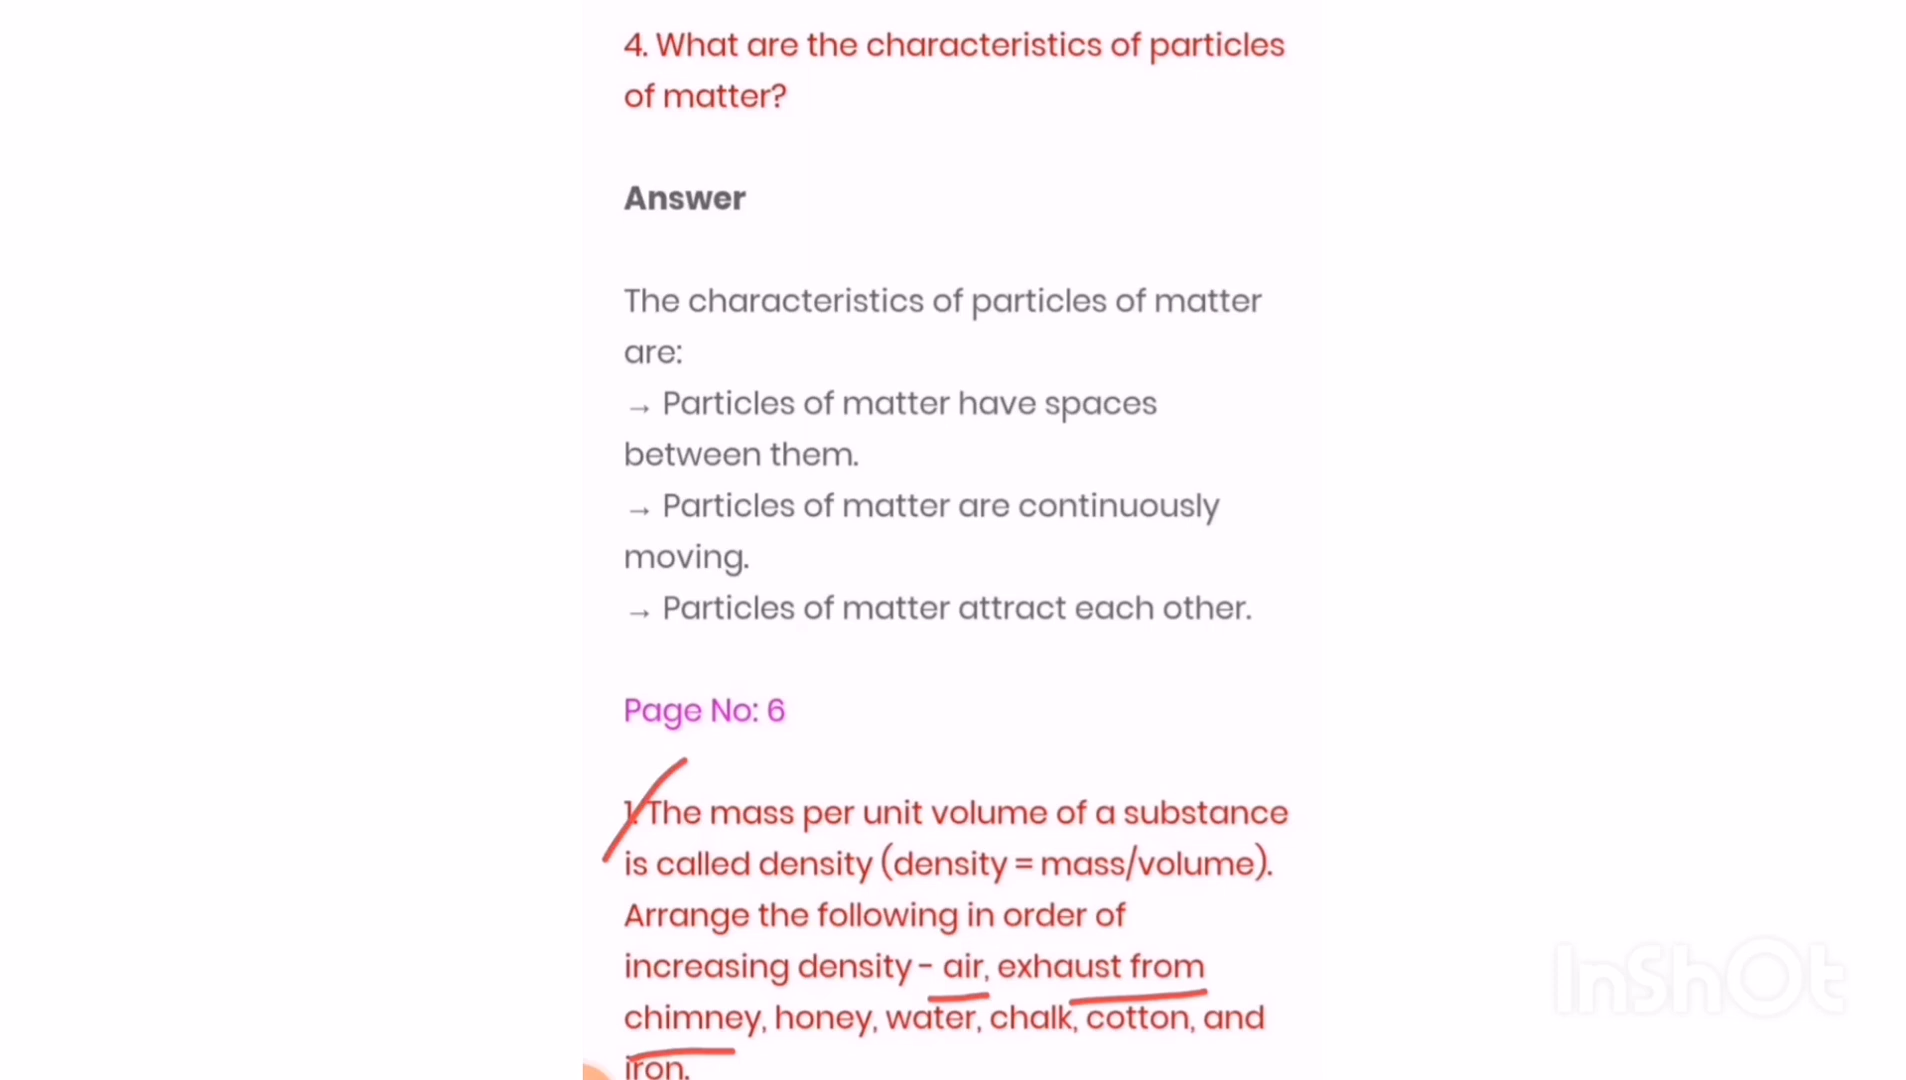 4. What are the characteristics of particles
of matter?
Answer
The characteristics of particles of matter
are:
→ Particles of matter have spaces
between them.
→ Particles of matter are continuously
moving.
→ Particles of matter attract each other.
Page No: 6
1. The mass per unit volume of a substance
is called density (density = mass/volume).
Arrange the following in order of
increasing density - air, exhaust from
chimney, honey, water, chalk, cotton, and
iron.
InShOt